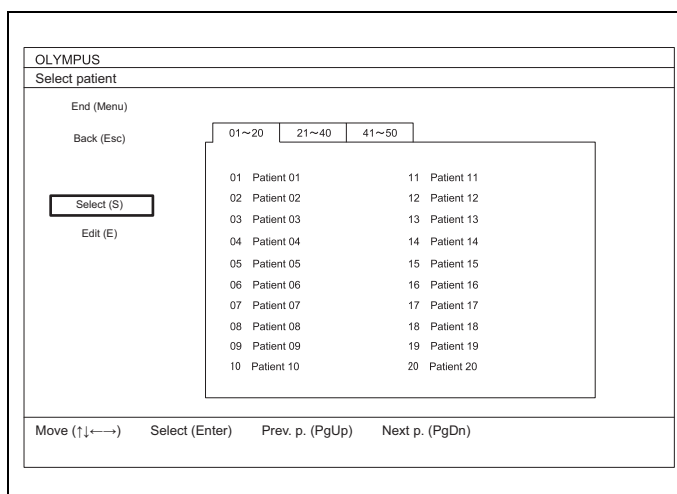 OLYMPUS
Select patient
End (Menu)
Back (Esc)
Select (S)
Edit (E)
01～20 21～40 41～50
01 Patient 01 11 Patient 11
02 Patient 02 12 Patient 12
03 Patient 03 13 Patient 13
04 Patient 04 14 Patient 14
05 Patient 05 15 Patient 15
06 Patient 06 16 Patient 16
07 Patient 07 17 Patient 17
08 Patient 08 18 Patient 18
09 Patient 09 19 Patient 19
10 Patient 10 20 Patient 20
Move (↑↓←→) Select (Enter) Prev. p. (PgUp) Next p. (PgDn)